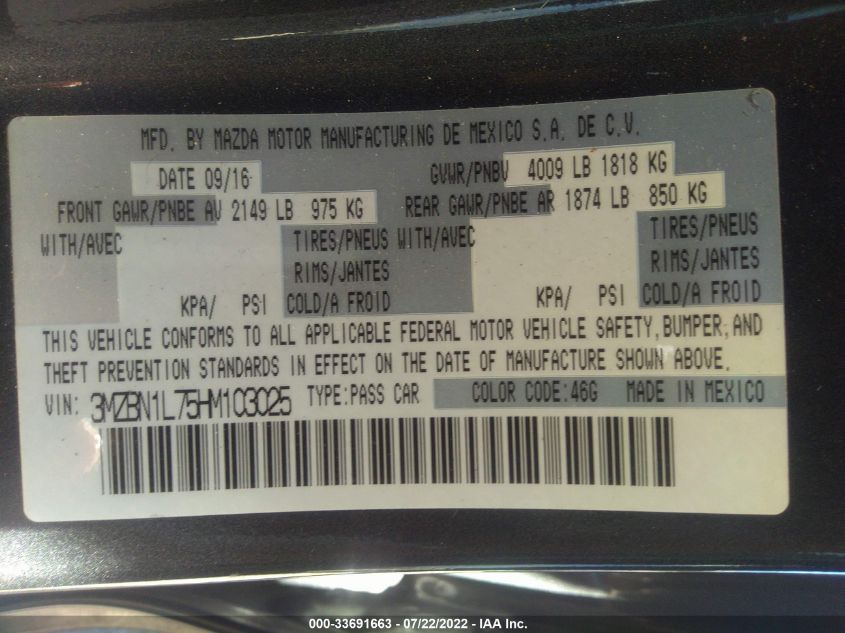 MFD. BY MAZDA MOTOR MANUFACTURING DE MEXICO S.A. DE C.V.
DATE 09/16 GVWR/PNBV 4009 LB 1818 KG
FRONT GAWR/PNBE AV 2149 LB 975 KG REAR GAWR/PNBE AR 1874 LB 850 KG
WITH/AVEC TIRES/PNEUS WITH/AVEC TIRES/PNEUS
RIMS/JANTES RIMS/JANTES
KPA/ PSI COLD/A FROID KPA/ PSI COLD/A FROID
THIS VEHICLE CONFORMS TO ALL APPLICABLE FEDERAL MOTOR VEHICLE SAFETY, BUMPER, AND
THEFT PREVENTION STANDARDS IN EFFECT ON THE DATE OF MANUFACTURE SHOWN ABOVE.
VIN: 3MZBN1L75HM103025 TYPE:PASS CAR COLOR CODE:46G MADE IN MEXICO
000-33691663 - 07/22/2022 - IAA Inc.